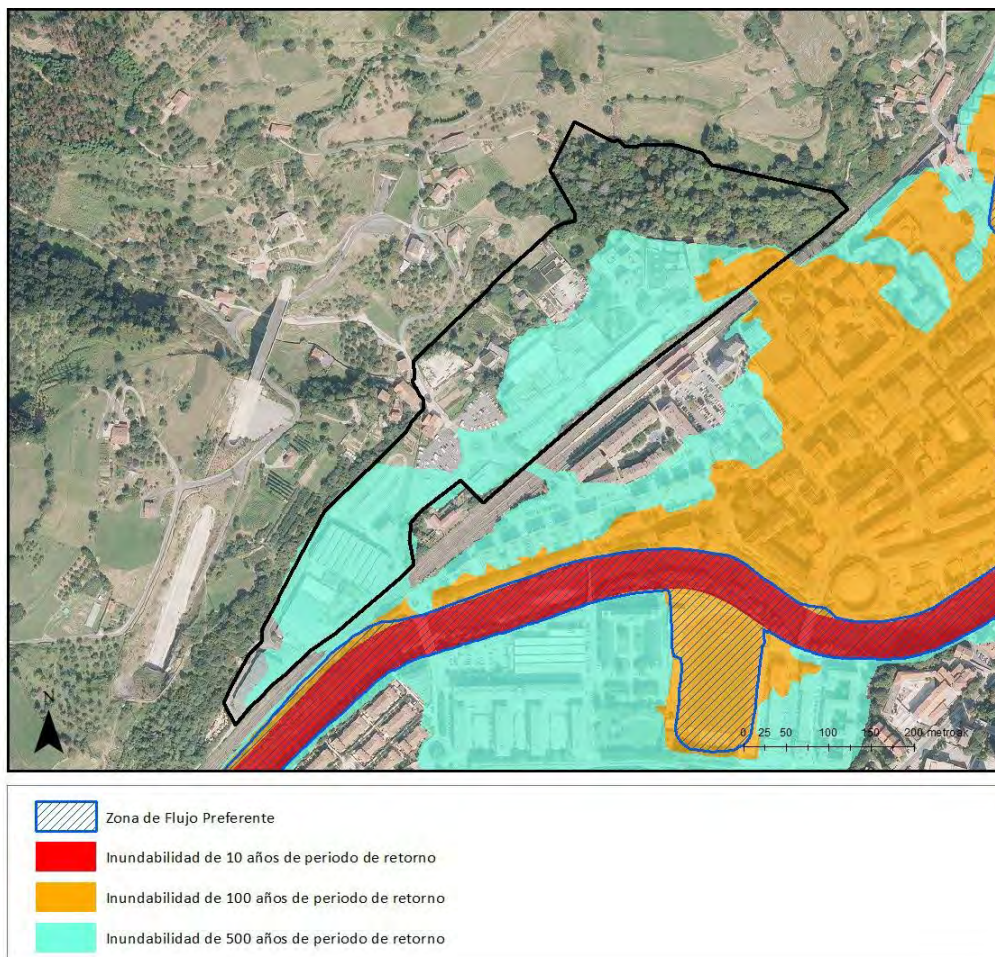 N
0 25 50 100 150 200 metroak
Zona de Flujo Preferente
Inundabilidad de 10 años de periodo de retorno
Inundabilidad de 100 años de periodo de retorno
Inundabilidad de 500 años de periodo de retorno